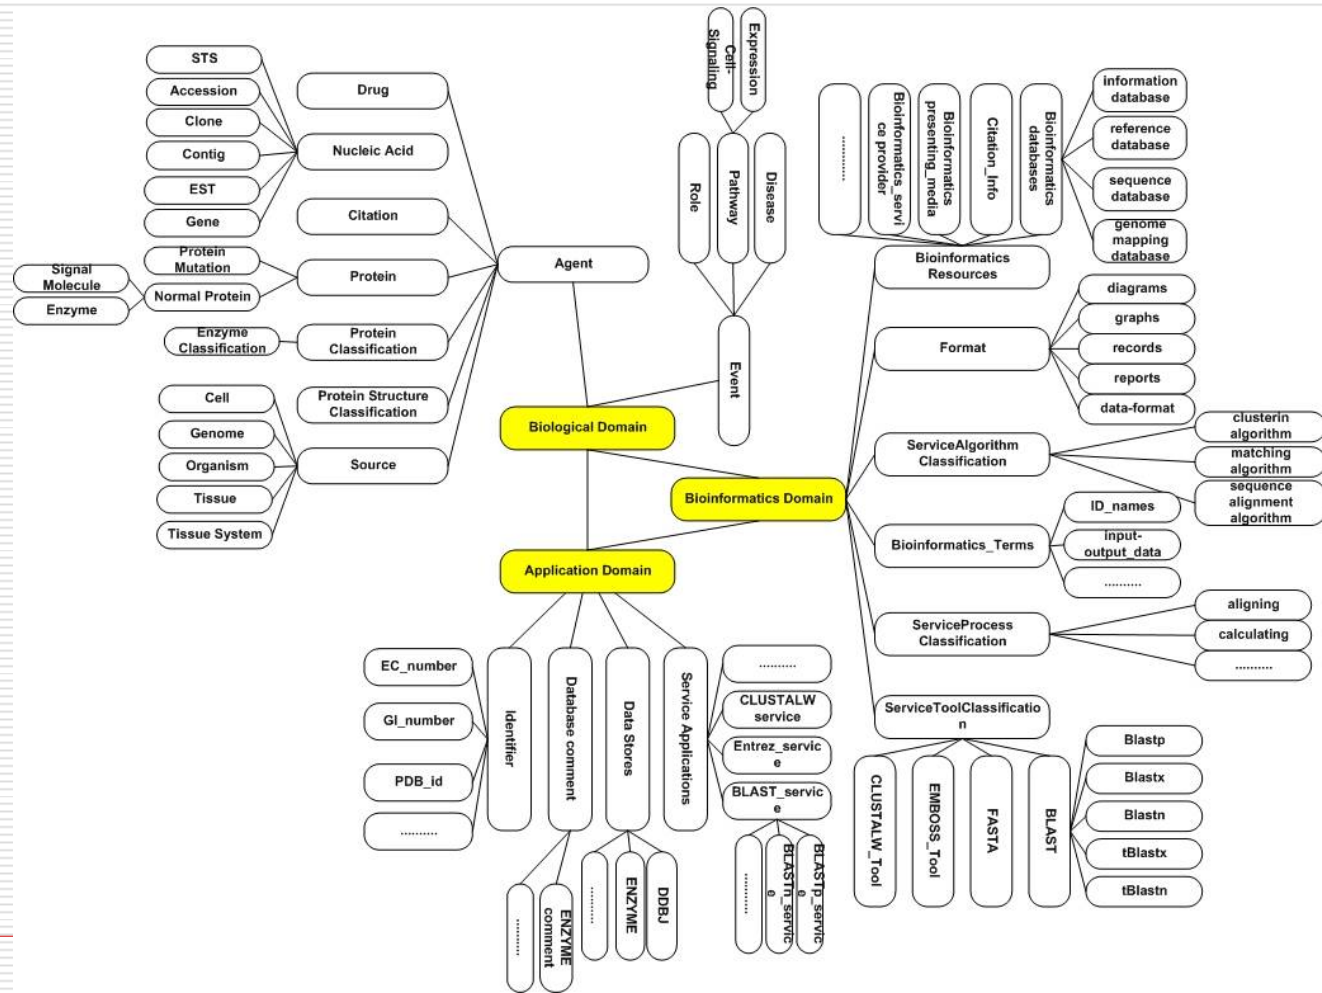 STS
Accession
Clone
Contig
EST
Gene
Protein
Mutation
Normal Protein
Signal
Molecule
Enzyme
Enzyme
Classification
Cell
Genome
Organism
Tissue
Tissue System
Drug
Nucleic Acid
Citation
Protein
Protein
Classification
Protein Structure
Classification
Source
Agent
Cell-
Signaling
Expression
Role
Pathway
Disease
Event
Biological Domain
Bioinformatics Domain
Application Domain
............
Bioinformatics_servi
ce provider
Bioinformatics
presenting_media
Citation_Info
Bioinformatics
databases
information
database
reference
database
sequence
database
genome
mapping
database
Bioinformatics
Resources
Format
diagrams
graphs
records
reports
data-format
ServiceAlgorithm
Classification
clusterin
algorithm
matching
algorithm
sequence
alignment
algorithm
Bioinformatics_Terms
ID_names
input-
output_data
..........
ServiceProcess
Classification
aligning
calculating
..........
ServiceToolClassificatio
n
CLUSTALW_Tool
EMBOSS_Tool
FASTA
BLAST
Blastp
Blastx
Blastn
tBlastx
tBlastn
EC_number
GI_number
PDB_id
..........
Identifier
Database comment
Data Stores
Service Applications
..........
CLUSTALW
service
Entrez_servic
e
BLAST_servic
e
..........
ENZYME
comment
..........
ENZYME
DDBJ
..........
BLASTn_servic
e
BLASTp_servic
e